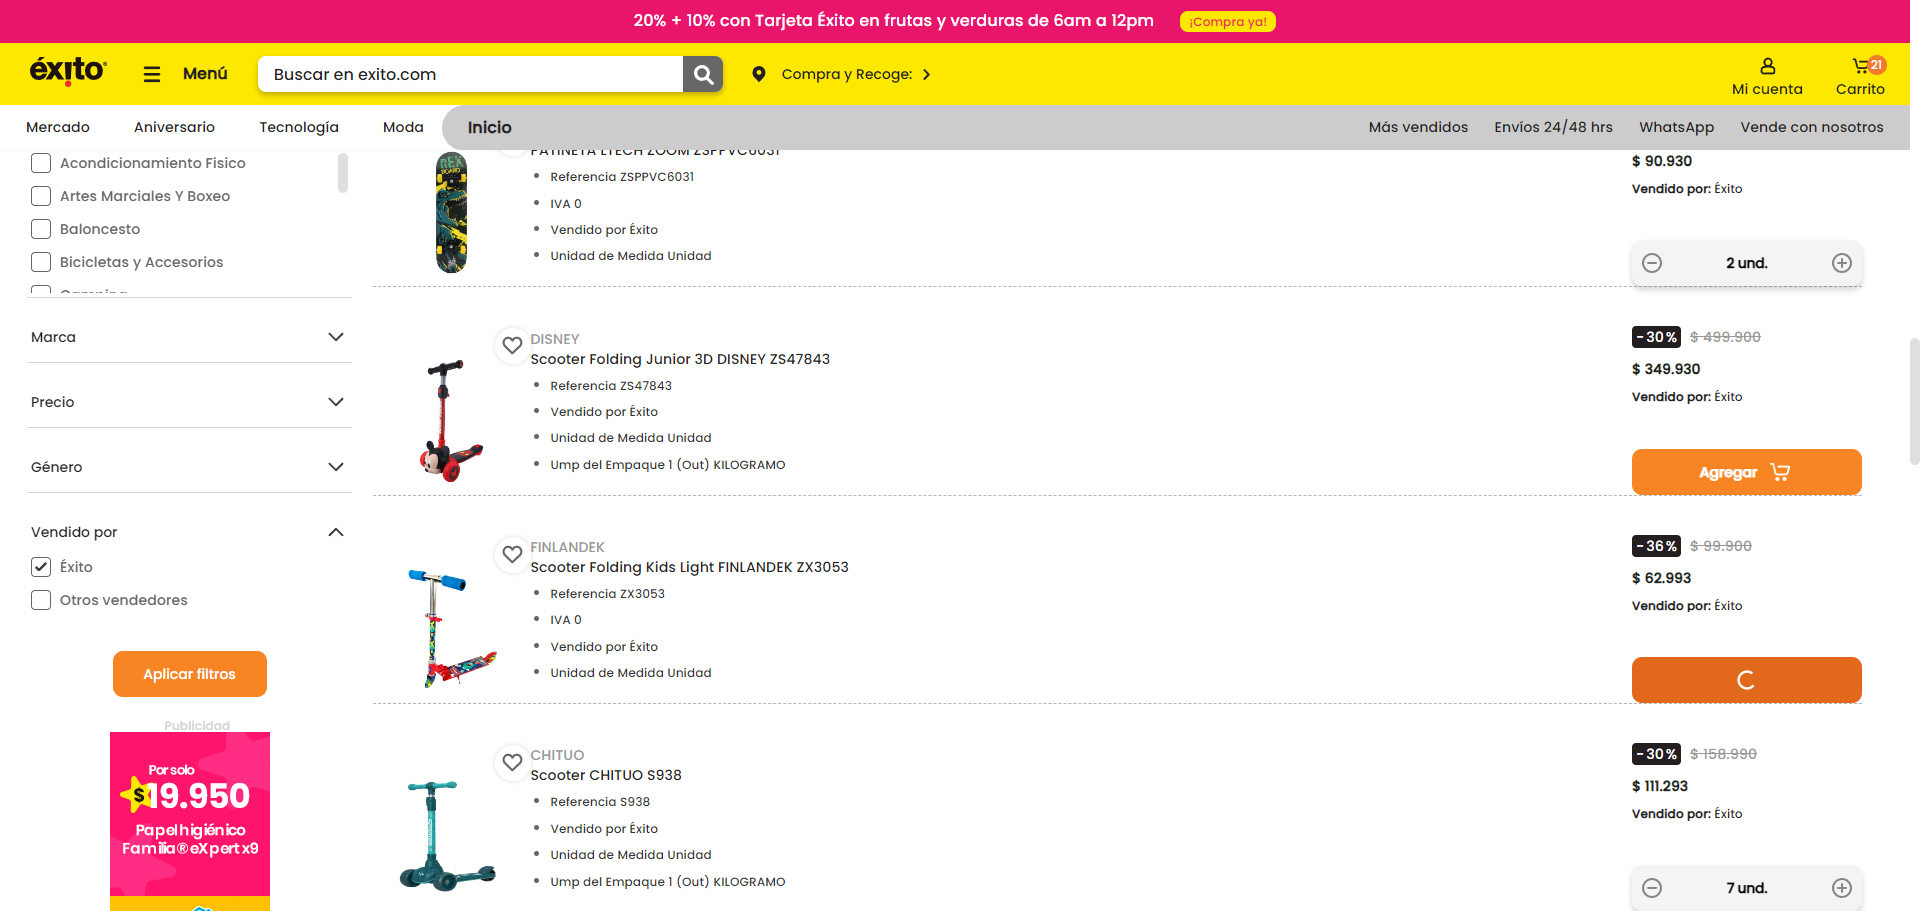 20% + 10% con Tarjeta Éxito en frutas y verduras de 6am a 12pm
¡Compra ya!
éxito
Menú
Buscar en exito.com
Compra y Recoge:
Mi cuenta
21
Carrito
Mercado
Aniversario
Tecnología
Moda
Inicio
Más vendidos
Envíos 24/48 hrs
WhatsApp
Vende con nosotros
Acondicionamiento Fisico
Artes Marciales Y Boxeo
Baloncesto
Bicicletas y Accesorios
Camping
Marca
Precio
Género
Vendido por
Éxito
Otros vendedores
Aplicar filtros
Publicidad
Por solo
$19.950
Papel higiénico
Familia® eXpert x9
REX
BOARD
PATINETA LTECH ZOOM ZSPPVC6031
Referencia ZSPPVC6031
IVA 0
Vendido por Éxito
Unidad de Medida Unidad
$ 90.930
Vendido por: Éxito
2 und.
DISNEY
Scooter Folding Junior 3D DISNEY ZS47843
Referencia ZS47843
Vendido por Éxito
Unidad de Medida Unidad
Ump del Empaque 1 (Out) KILOGRAMO
-30%
$ 499.900
$ 349.930
Vendido por: Éxito
Agregar
FINLANDEK
Scooter Folding Kids Light FINLANDEK ZX3053
Referencia ZX3053
IVA 0
Vendido por Éxito
Unidad de Medida Unidad
-36%
$ 99.900
$ 62.993
Vendido por: Éxito
CHITUO
Scooter CHITUO S938
Referencia S938
Vendido por Éxito
Unidad de Medida Unidad
Ump del Empaque 1 (Out) KILOGRAMO
-30%
$ 158.990
$ 111.293
Vendido por: Éxito
7 und.